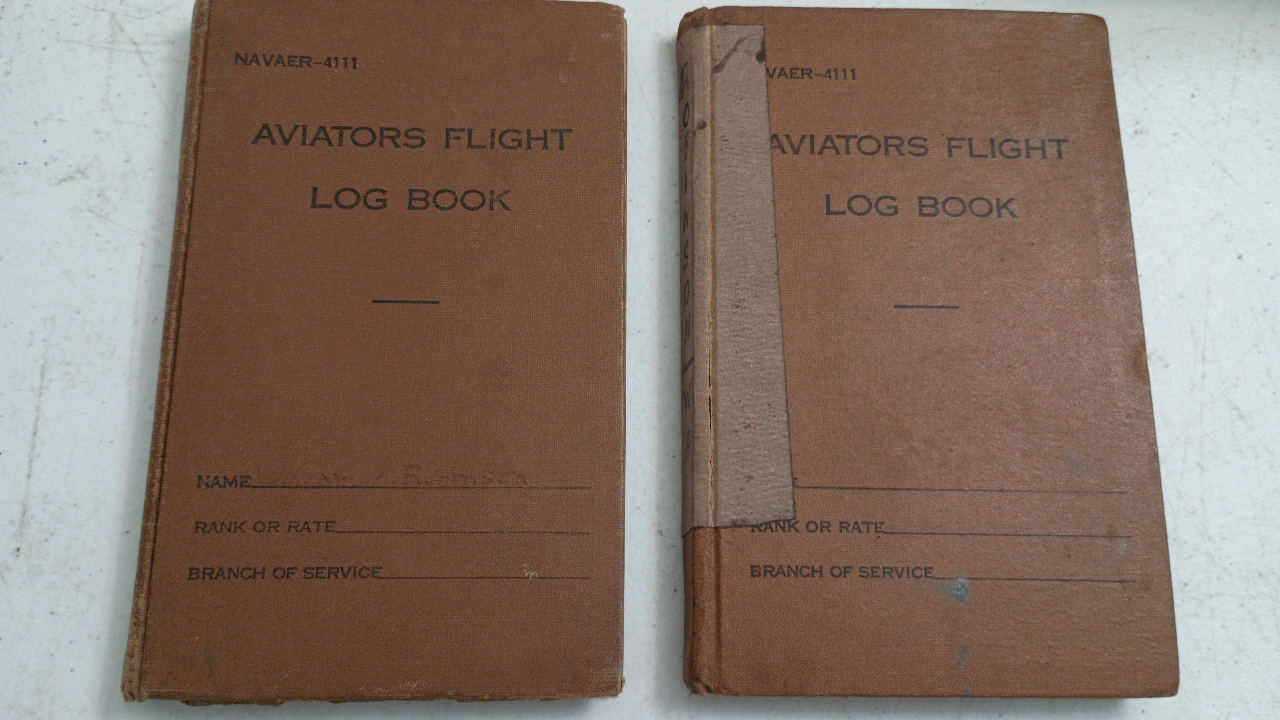 NAVAER-4111
AVIATORS FLIGHT
LOG BOOK
NAME
RANK OR RATE
BRANCH OF SERVICE
VAER-4111
AVIATORS FLIGHT
LOG BOOK
RANK OR RATE
BRANCH OF SERVICE